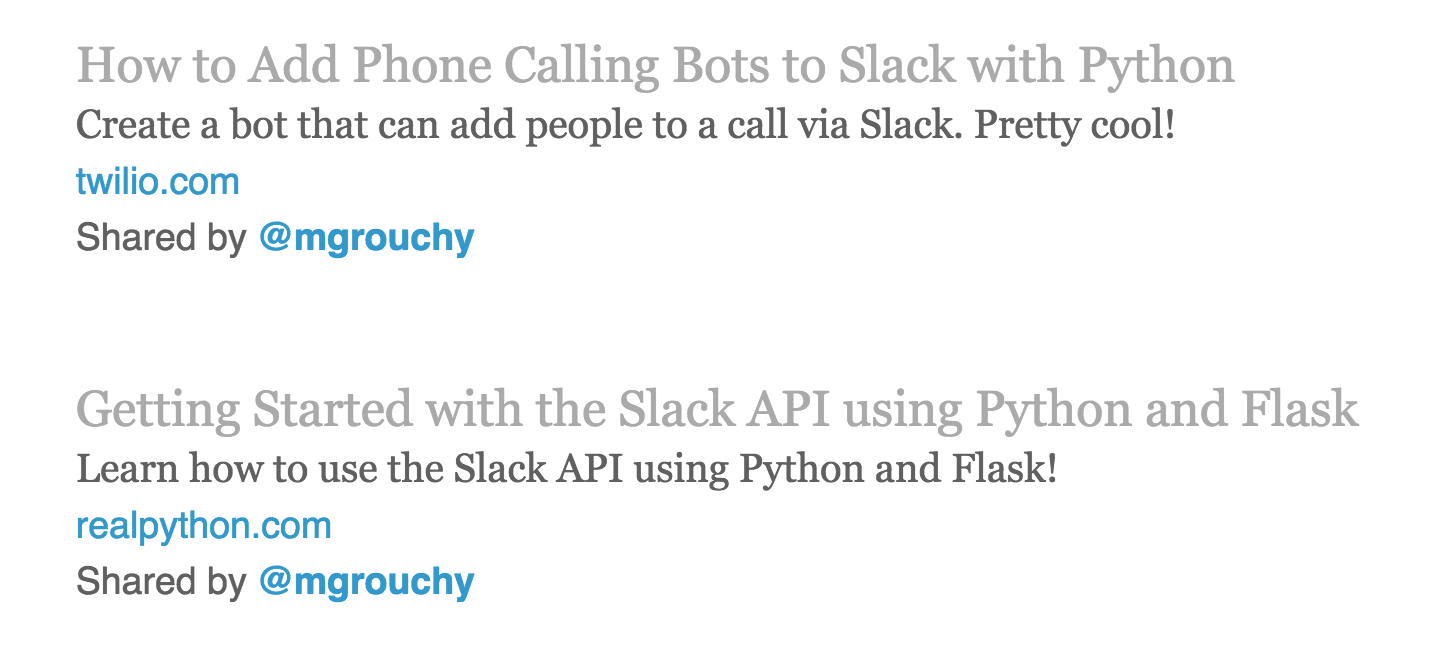 How to Add Phone Calling Bots to Slack with Python
Create a bot that can add people to a call via Slack. Pretty cool!
twilio.com
Shared by @mgrouchy
Getting Started with the Slack API using Python and Flask
Learn how to use the Slack API using Python and Flask!
realpython.com
Shared by @mgrouchy